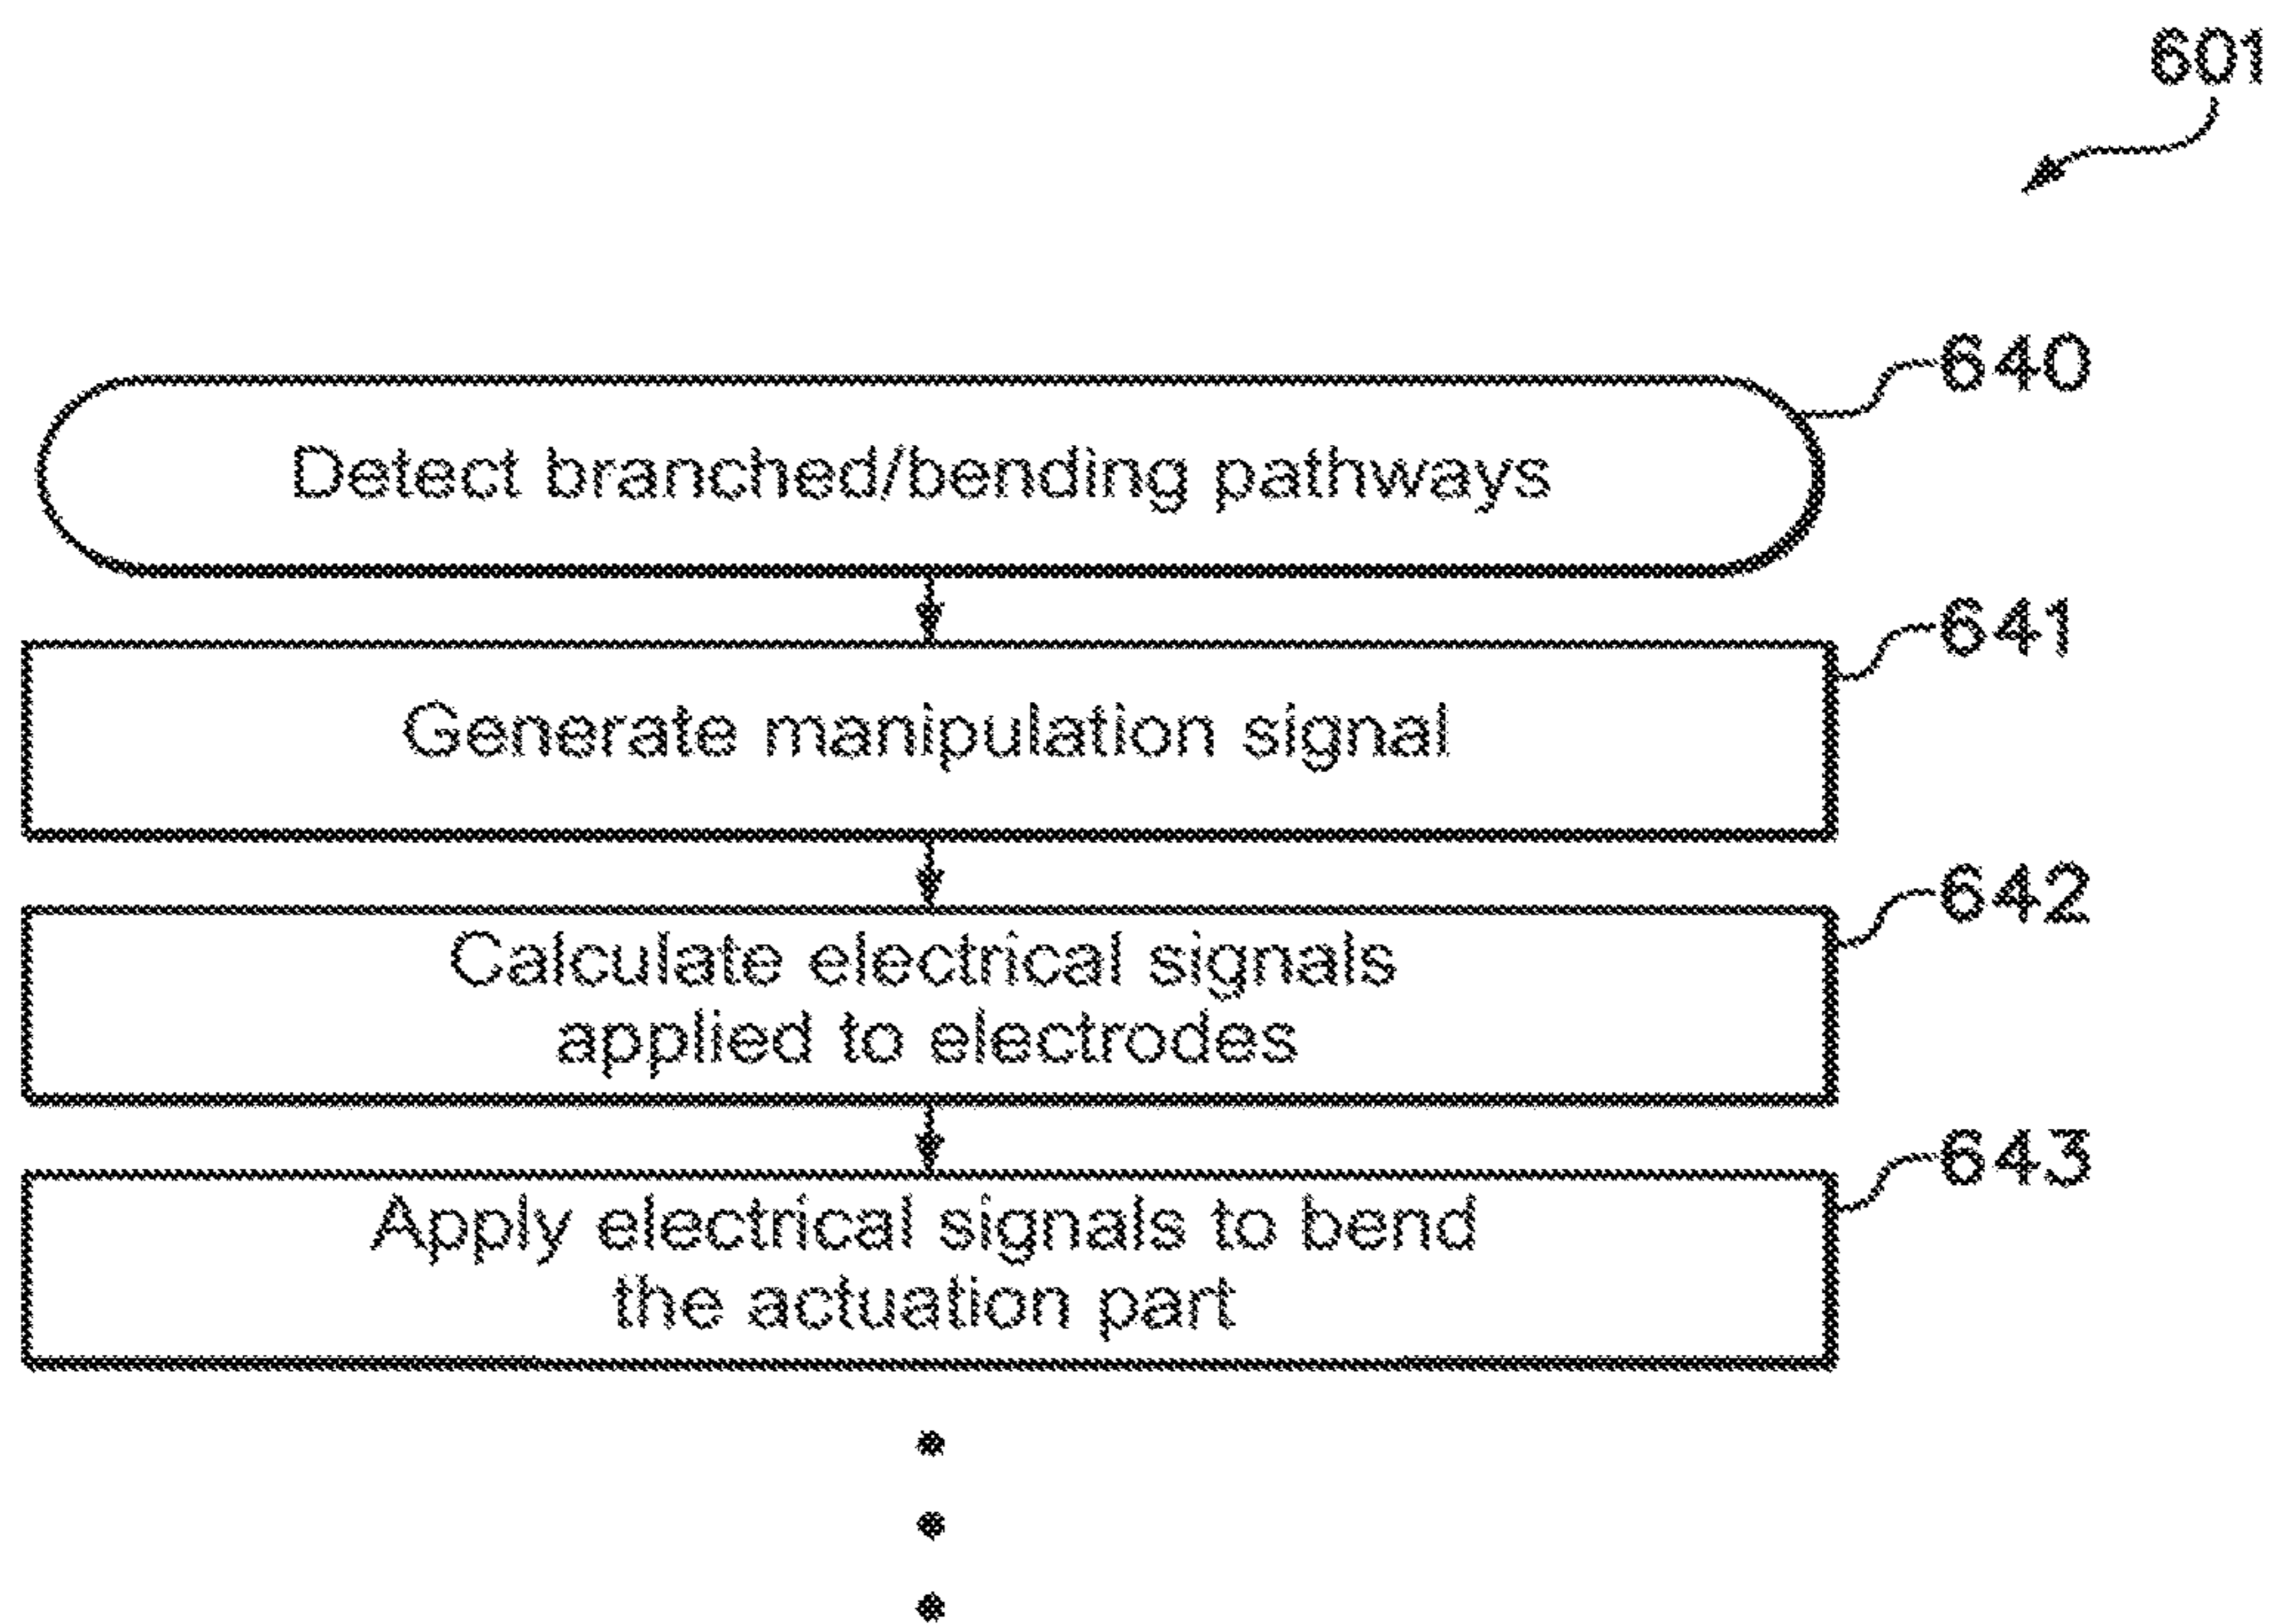 601
640
Detect branched/bending pathways
641
Generate manipulation signal
642
Calculate electrical signals
applied to electrodes
643
Apply electrical signals to bend
the actuation part